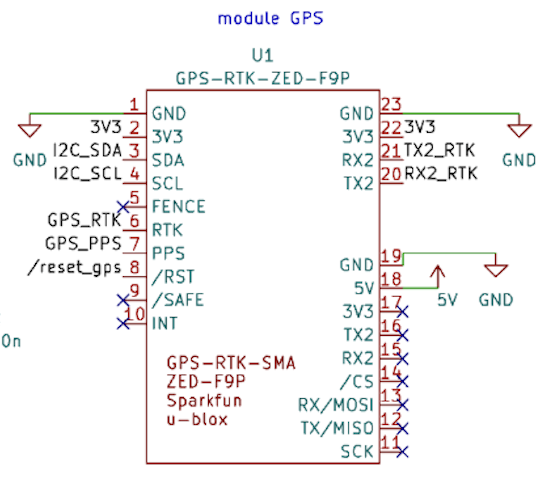 module GPS
U1
GPS-RTK-ZED-F9P
1 GND GND 23
3V3 2 3V3 3V3 22 3V3
GND I2C_SDA 3 SDA RX2 21 TX2_RTK GND
I2C_SCL 4 SCL TX2 20 RX2_RTK
5 FENCE
GPS_RTK 6 RTK
GPS_PPS 7 PPS
/reset_gps 8 /RST GND 19
9 /SAFE 5V 18 5V GND
10 INT 3V3 17
0n
TX2 16
GPS-RTK-SMA RX2 15
ZED-F9P /CS 14
Sparkfun RX/MOSI 13
u-blox TX/MISO 12
SCK 11